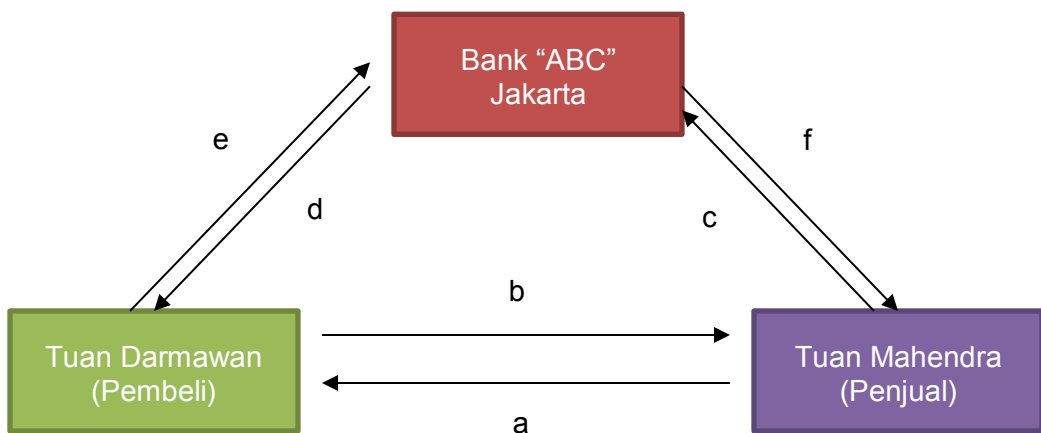 Bank “ABC”
Jakarta
e
f
d
c
b
Tuan Darmawan
(Pembeli)
Tuan Mahendra
(Penjual)
a